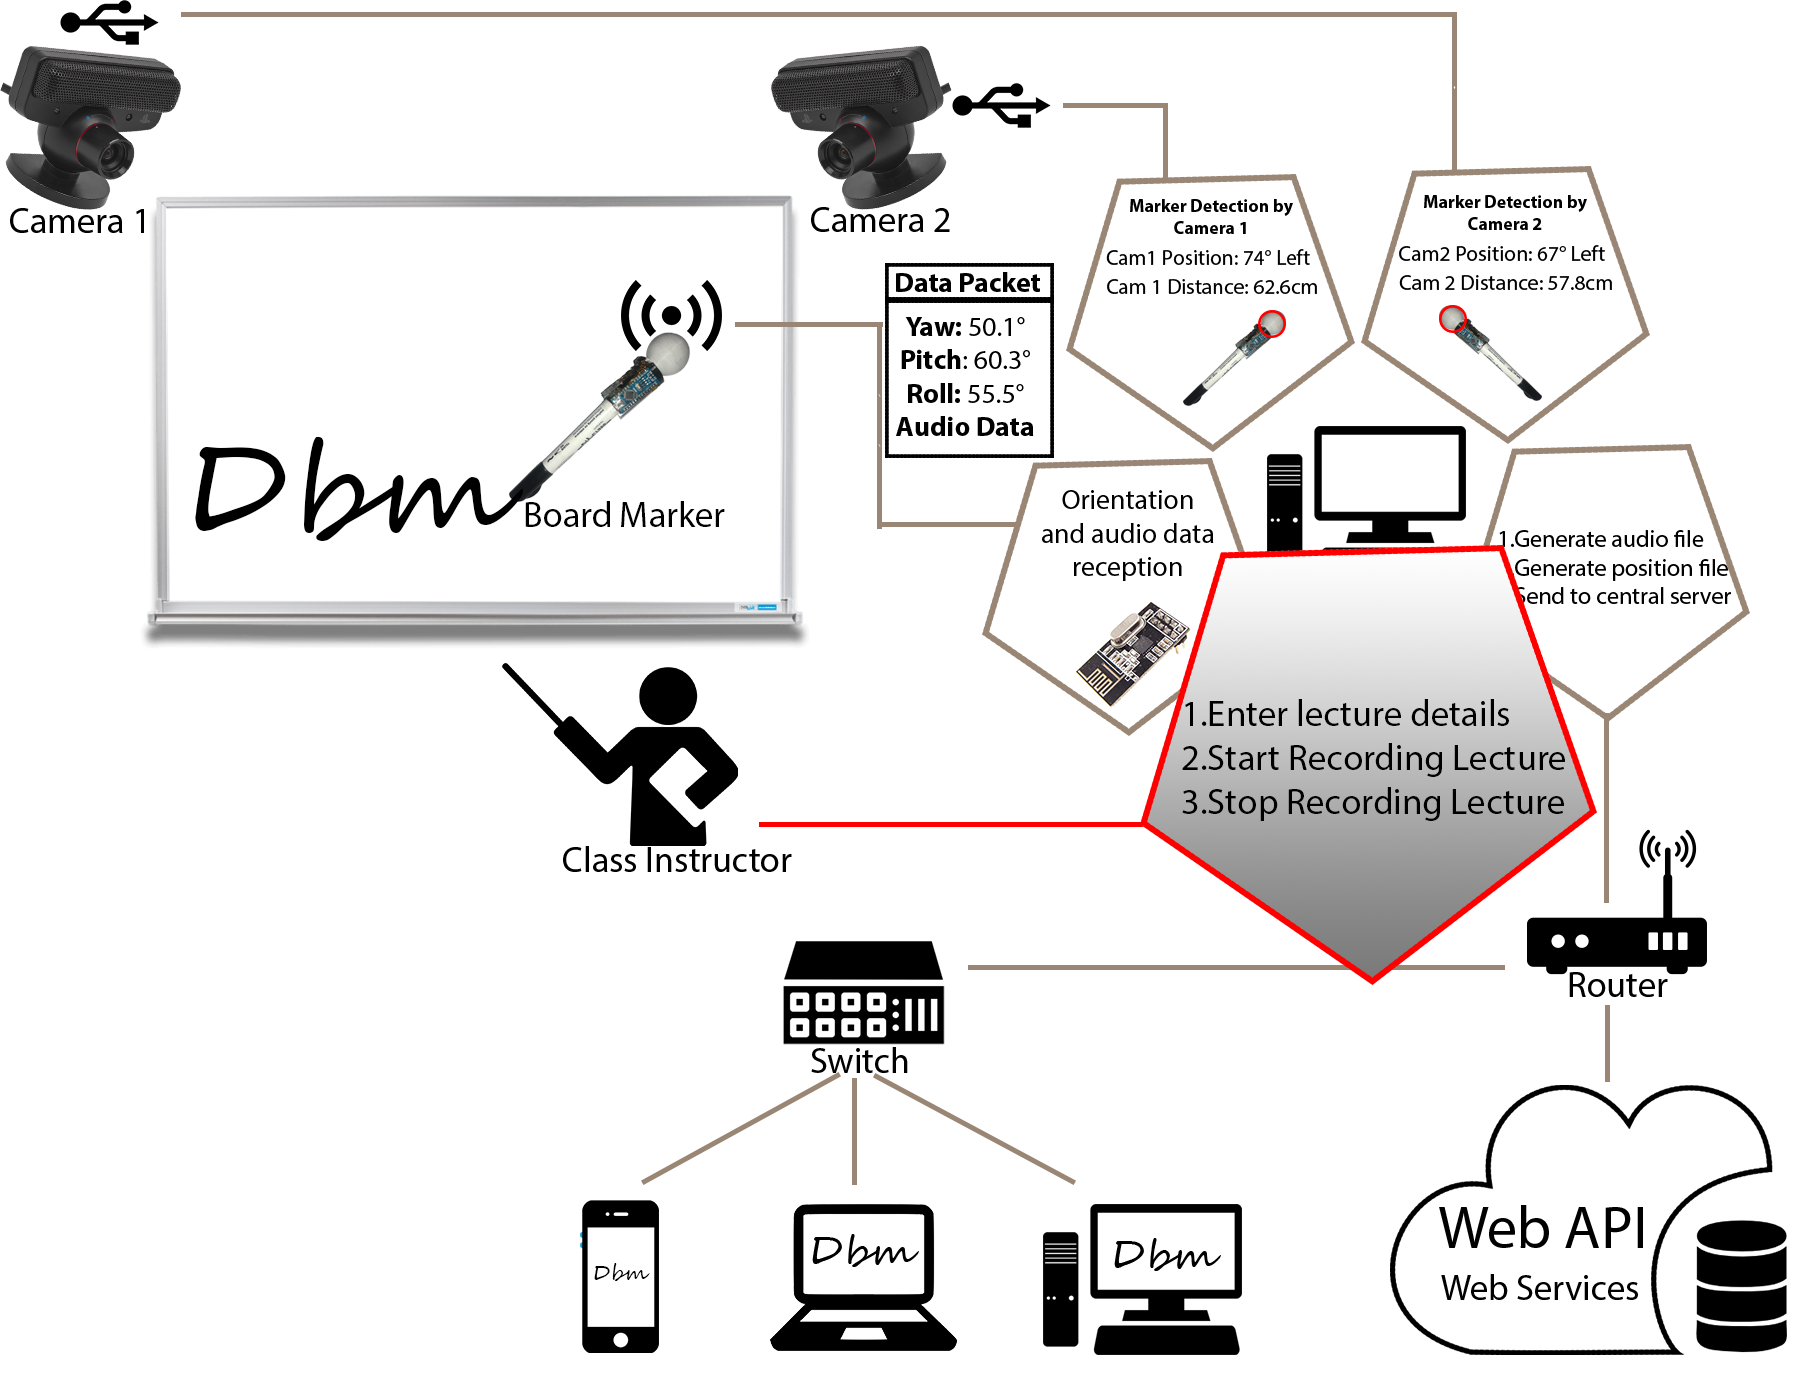 Camera 1
Camera 2
Marker Detection by
Camera 1
Cam1 Position: 74° Left
Cam 1 Distance: 62.6cm
Marker Detection by
Camera 2
Cam2 Position: 67° Left
Cam 2 Distance: 57.8cm
Data Packet
Yaw: 50.1°
Pitch: 60.3°
Roll: 55.5°
Audio Data
Dbm
Board Marker
Orientation
and audio data
reception
1.Generate audio file
Generate position file
Send to central server
1.Enter lecture details
2.Start Recording Lecture
3.Stop Recording Lecture
Class Instructor
Router
Switch
Dbm
Dbm
Dbm
Web API
Web Services